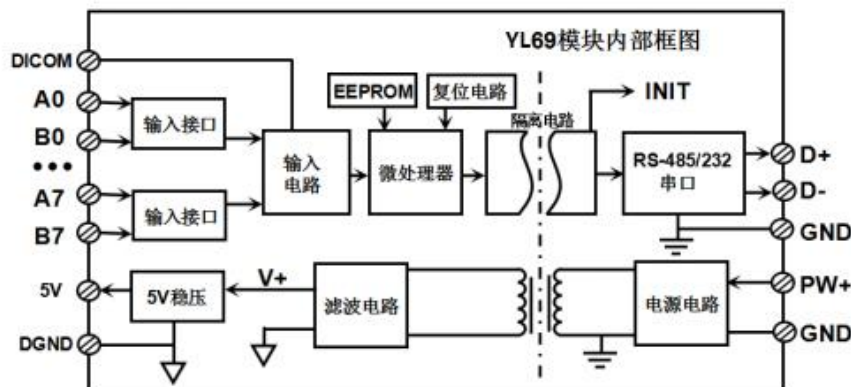 YL69模块内部框图
DICOM
A0
B0
•••
A7
B7
5V
DGND
输入接口
输入接口
输入
电路
EEPROM
复位电路
微处理器
隔离电路
INIT
RS-485/232
串口
D+
D-
GND
PW+
GND
5V稳压
V+
滤波电路
电源电路